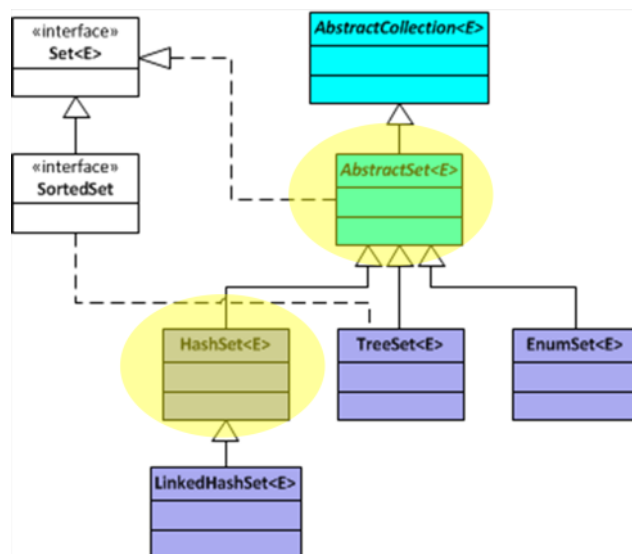 «interface»
Set<E>
AbstractCollection<E>
«interface»
SortedSet
AbstractSet<E>
HashSet<E>
TreeSet<E>
EnumSet<E>
LinkedHashSet<E>